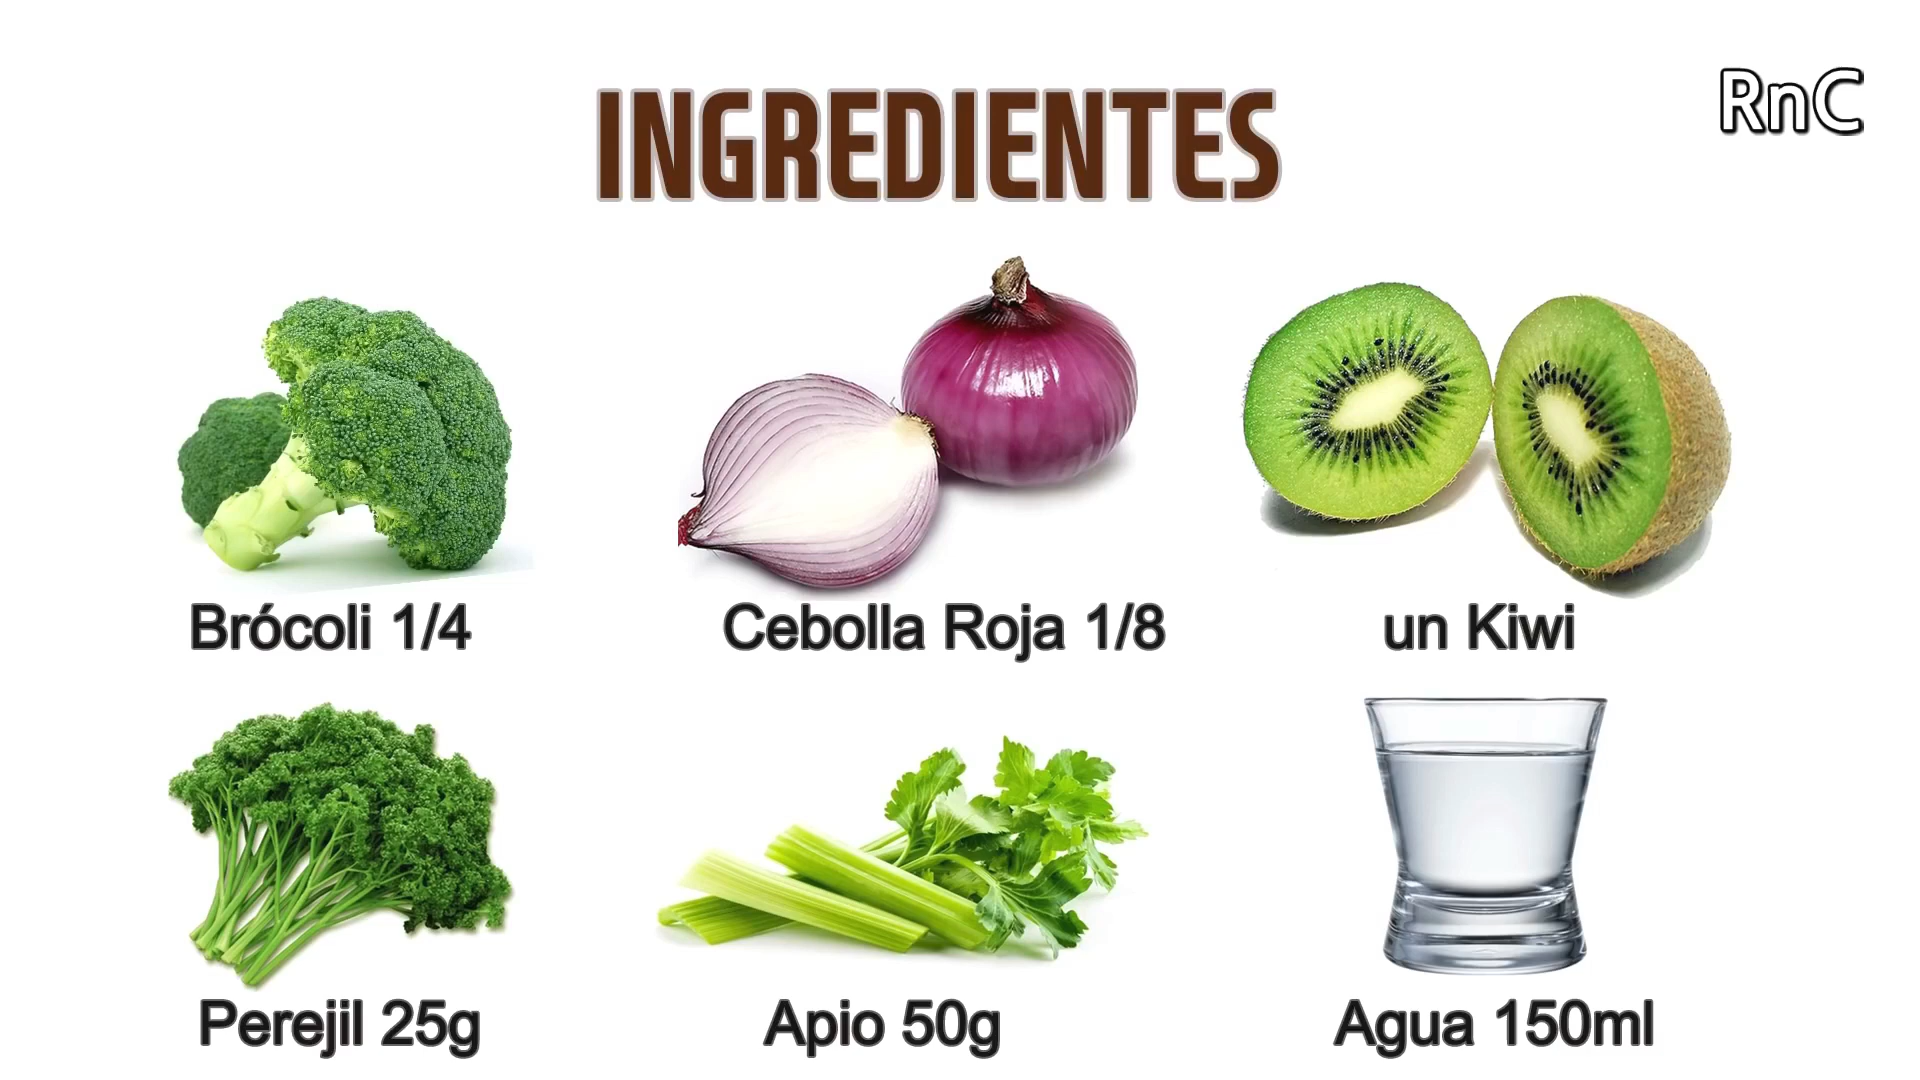 RnC
INGREDIENTES
Brócoli 1/4
Cebolla Roja 1/8
un Kiwi
Perejil 25g
Apio 50g
Agua 150ml